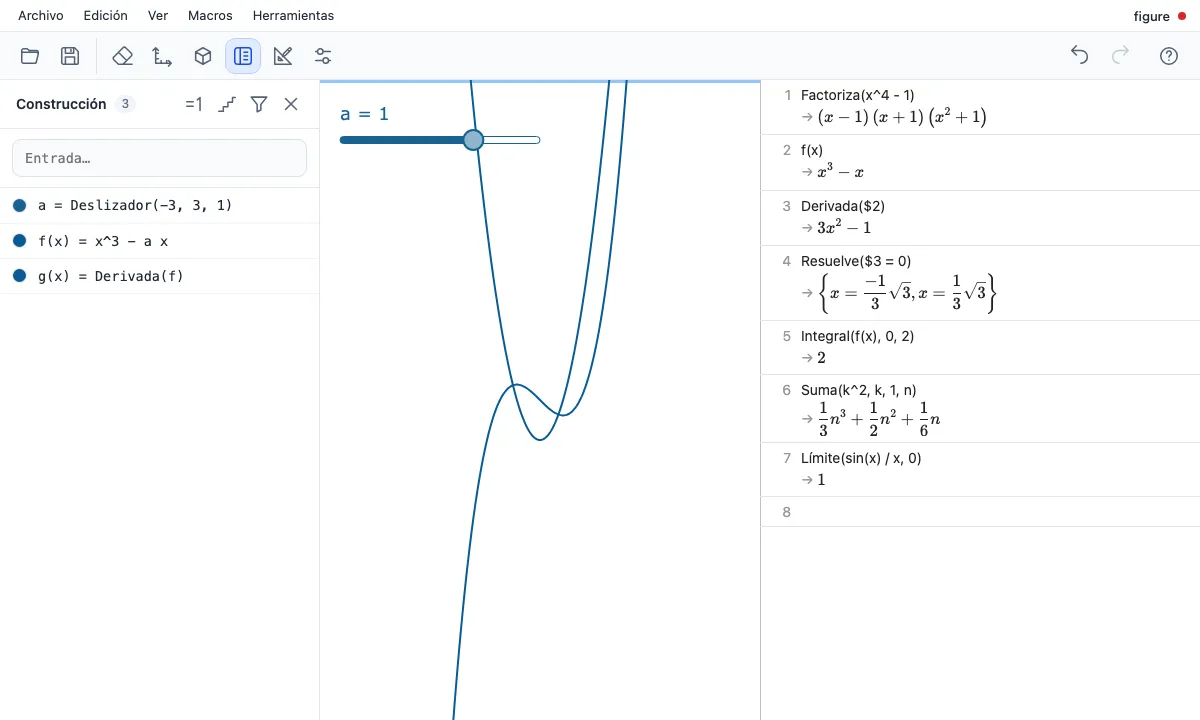 Archivo Edición Ver Macros Herramientas figure
Construcción 3 =1
Entrada…
a = Deslizador(−3, 3, 1)
f(x) = x^3 − a x
g(x) = Derivada(f)
a = 1
1 Factoriza(x^4 - 1)
→ (x − 1) (x + 1) (x² + 1)
2 f(x)
→ x³ − x
3 Derivada($2)
→ 3x² − 1
4 Resuelve($3 = 0)
→ {x = −1/3 √3, x = 1/3 √3}
5 Integral(f(x), 0, 2)
→ 2
6 Suma(k^2, k, 1, n)
→ 1/3 n³ + 1/2 n² + 1/6 n
7 Límite(sin(x) / x, 0)
→ 1
8